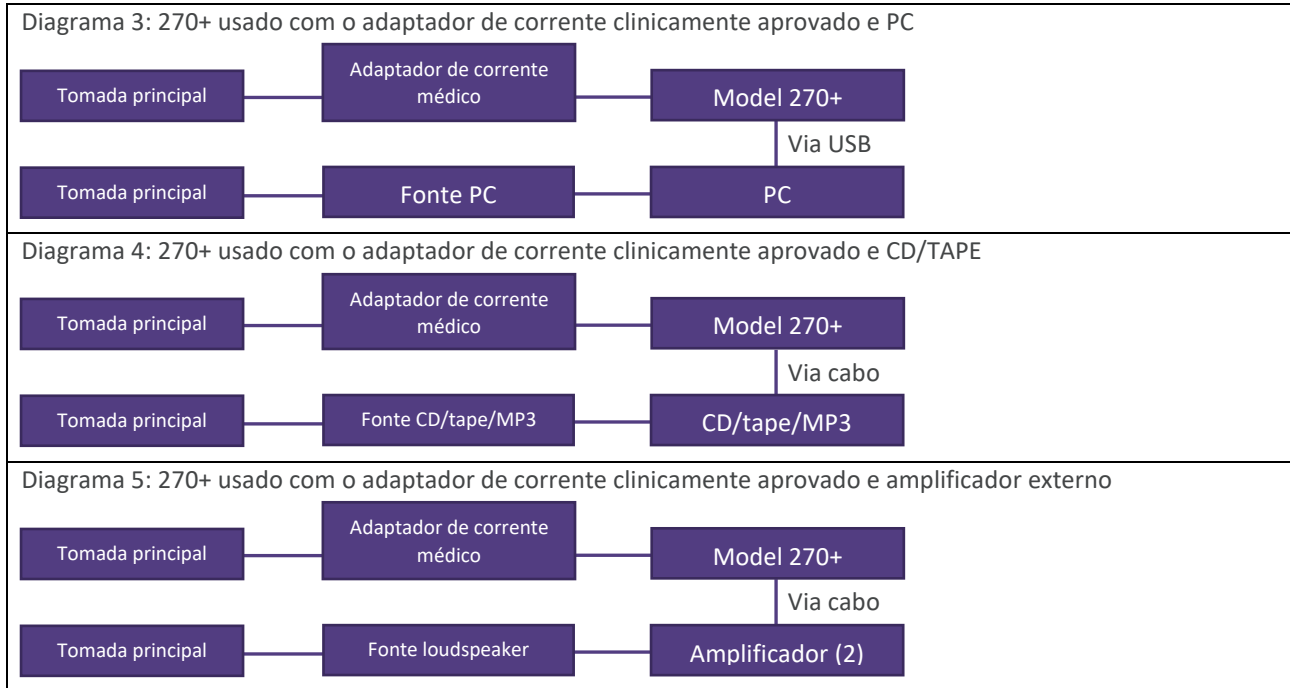 Diagrama 3: 270+ usado com o adaptador de corrente clinicamente aprovado e PC
Tomada principal
Adaptador de corrente
médico
Model 270+
Via USB
Tomada principal
Fonte PC
PC
Diagrama 4: 270+ usado com o adaptador de corrente clinicamente aprovado e CD/TAPE
Tomada principal
Adaptador de corrente
médico
Model 270+
Via cabo
Tomada principal
Fonte CD/tape/MP3
CD/tape/MP3
Diagrama 5: 270+ usado com o adaptador de corrente clinicamente aprovado e amplificador externo
Tomada principal
Adaptador de corrente
médico
Model 270+
Via cabo
Tomada principal
Fonte loudspeaker
Amplificador (2)